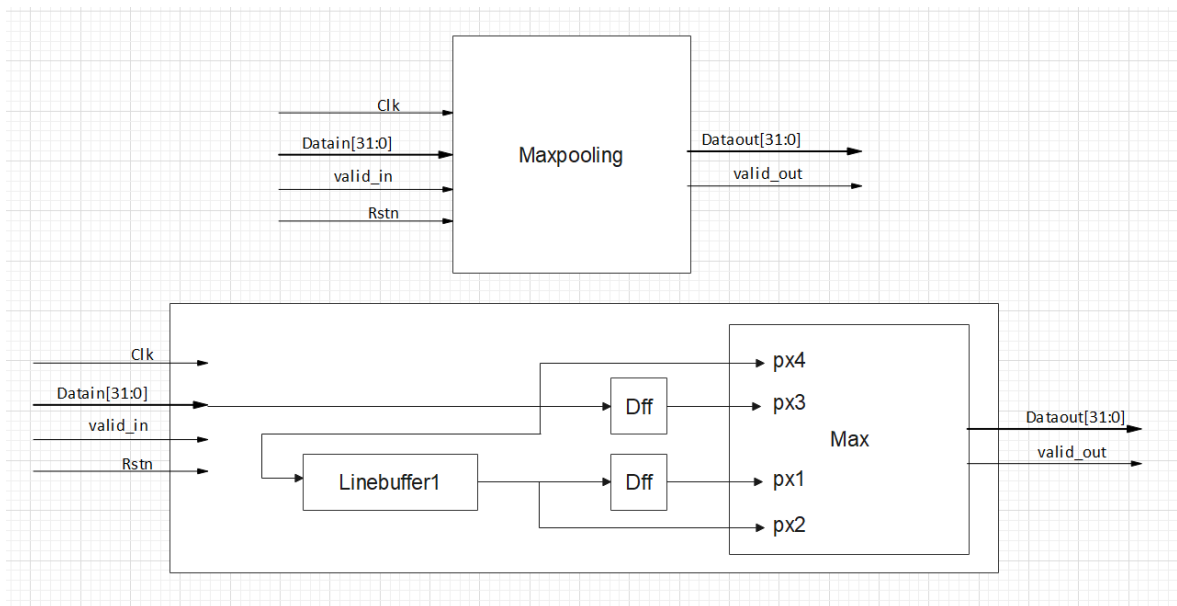 Clk
Datain[31:0]
valid_in
Rstn
Maxpooling
Dataout[31:0]
valid_out
Clk
Datain[31:0]
valid_in
Rstn
Linebuffer1
Dff
Dff
px4
px3
px1
px2
Max
Dataout[31:0]
valid_out